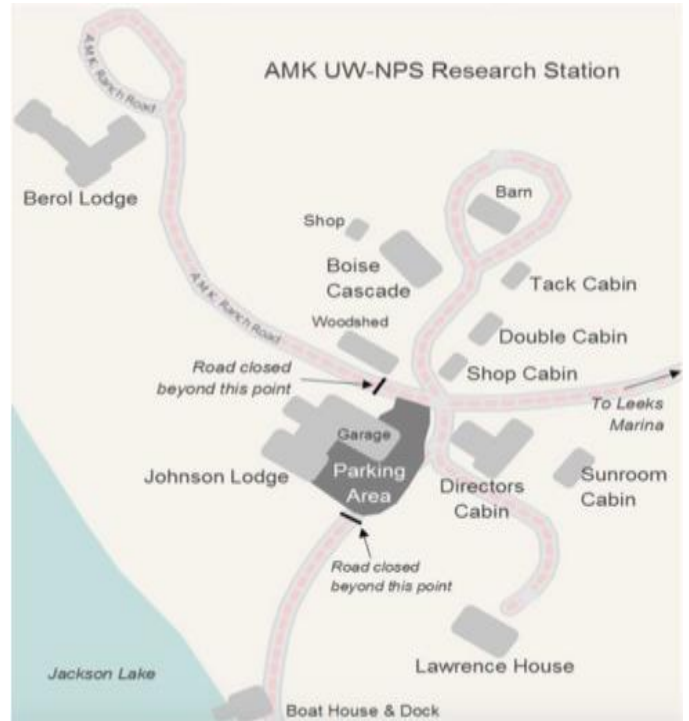 AMK UW-NPS Research Station
A.M.K. Ranch Road
Berol Lodge
Barn
Shop
Boise
Cascade
Tack Cabin
A.M.K. Ranch Road
Woodshed
Double Cabin
Road closed
beyond this point
Shop Cabin
To Leeks
Marina
Garage
Johnson Lodge
Parking
Area
Directors
Cabin
Sunroom
Cabin
Road closed
beyond this point
Lawrence House
Jackson Lake
Boat House & Dock